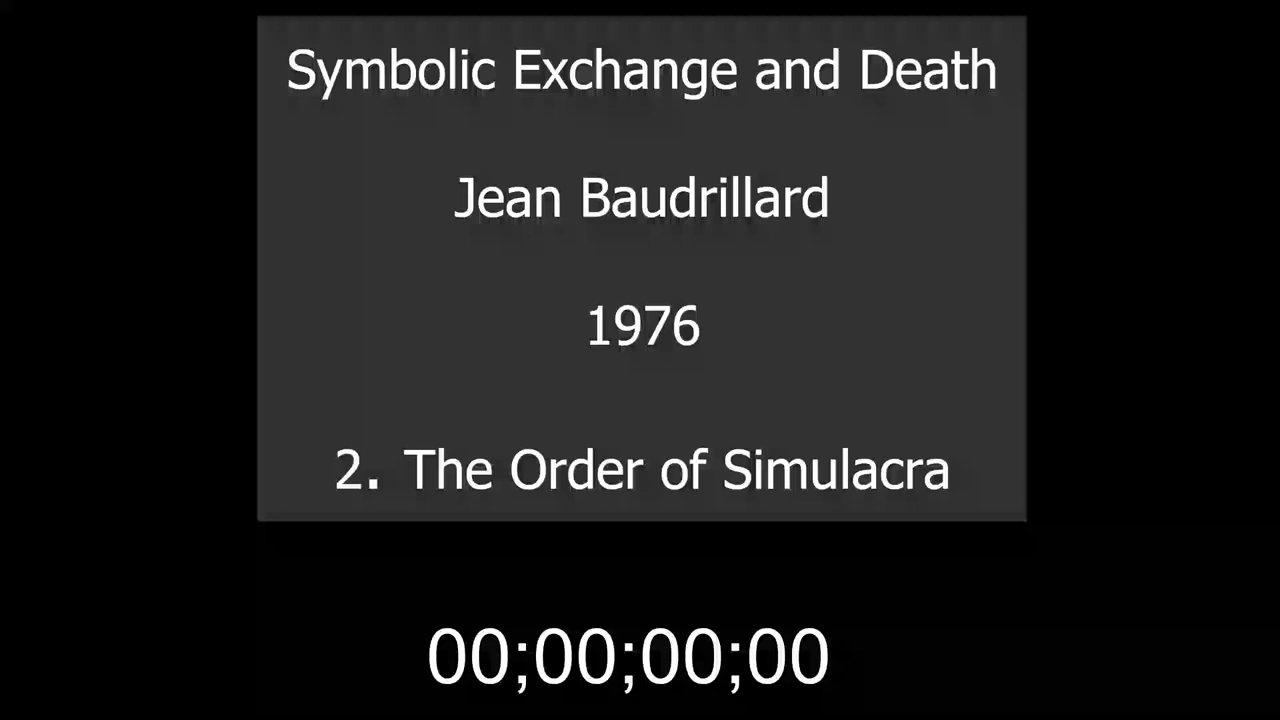 Symbolic Exchange and Death
Jean Baudrillard
1976
2. The Order of Simulacra
00;00;00;00